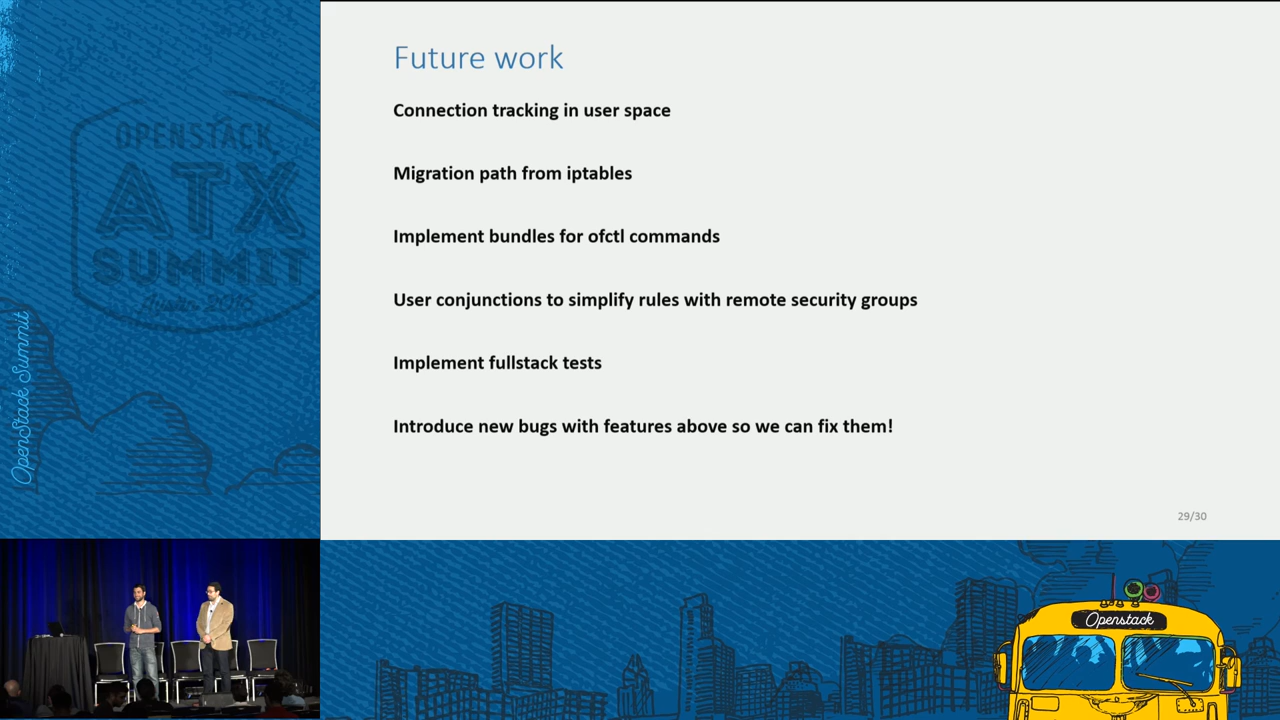 OPENSTACK
ATX
SUMMIT
Austin 2016
OpenStack Summit
Future work
Connection tracking in user space
Migration path from iptables
Implement bundles for ofctl commands
User conjunctions to simplify rules with remote security groups
Implement fullstack tests
Introduce new bugs with features above so we can fix them!
29/30
Openstack